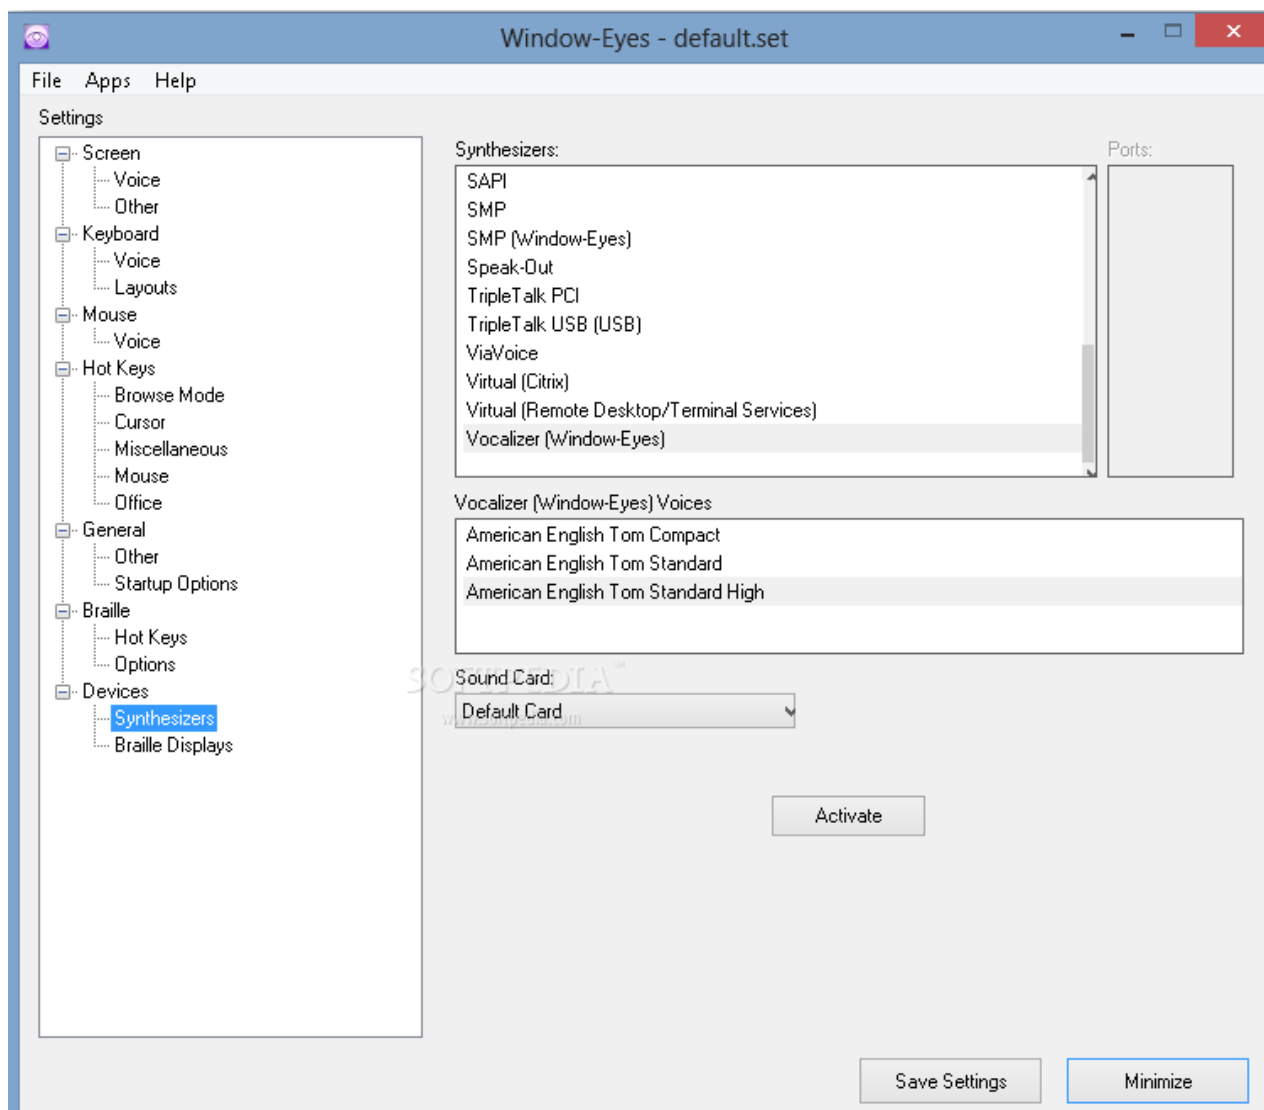 Window-Eyes - default.set
File Apps Help
Settings
Screen
Voice
Other
Keyboard
Voice
Layouts
Mouse
Voice
Hot Keys
Browse Mode
Cursor
Miscellaneous
Mouse
Office
General
Other
Startup Options
Braille
Hot Keys
Options
Devices
Synthesizers
Braille Displays
Synthesizers:
SAPI
SMP
SMP (Window-Eyes)
Speak-Out
TripleTalk PCI
TripleTalk USB (USB)
ViaVoice
Virtual (Citrix)
Virtual (Remote Desktop/Terminal Services)
Vocalizer (Window-Eyes)
Ports:
Vocalizer (Window-Eyes) Voices
American English Tom Compact
American English Tom Standard
American English Tom Standard High
SOFTPEDIA™
Sound Card:
Default Card
www.softpedia.com
Activate
Save Settings
Minimize